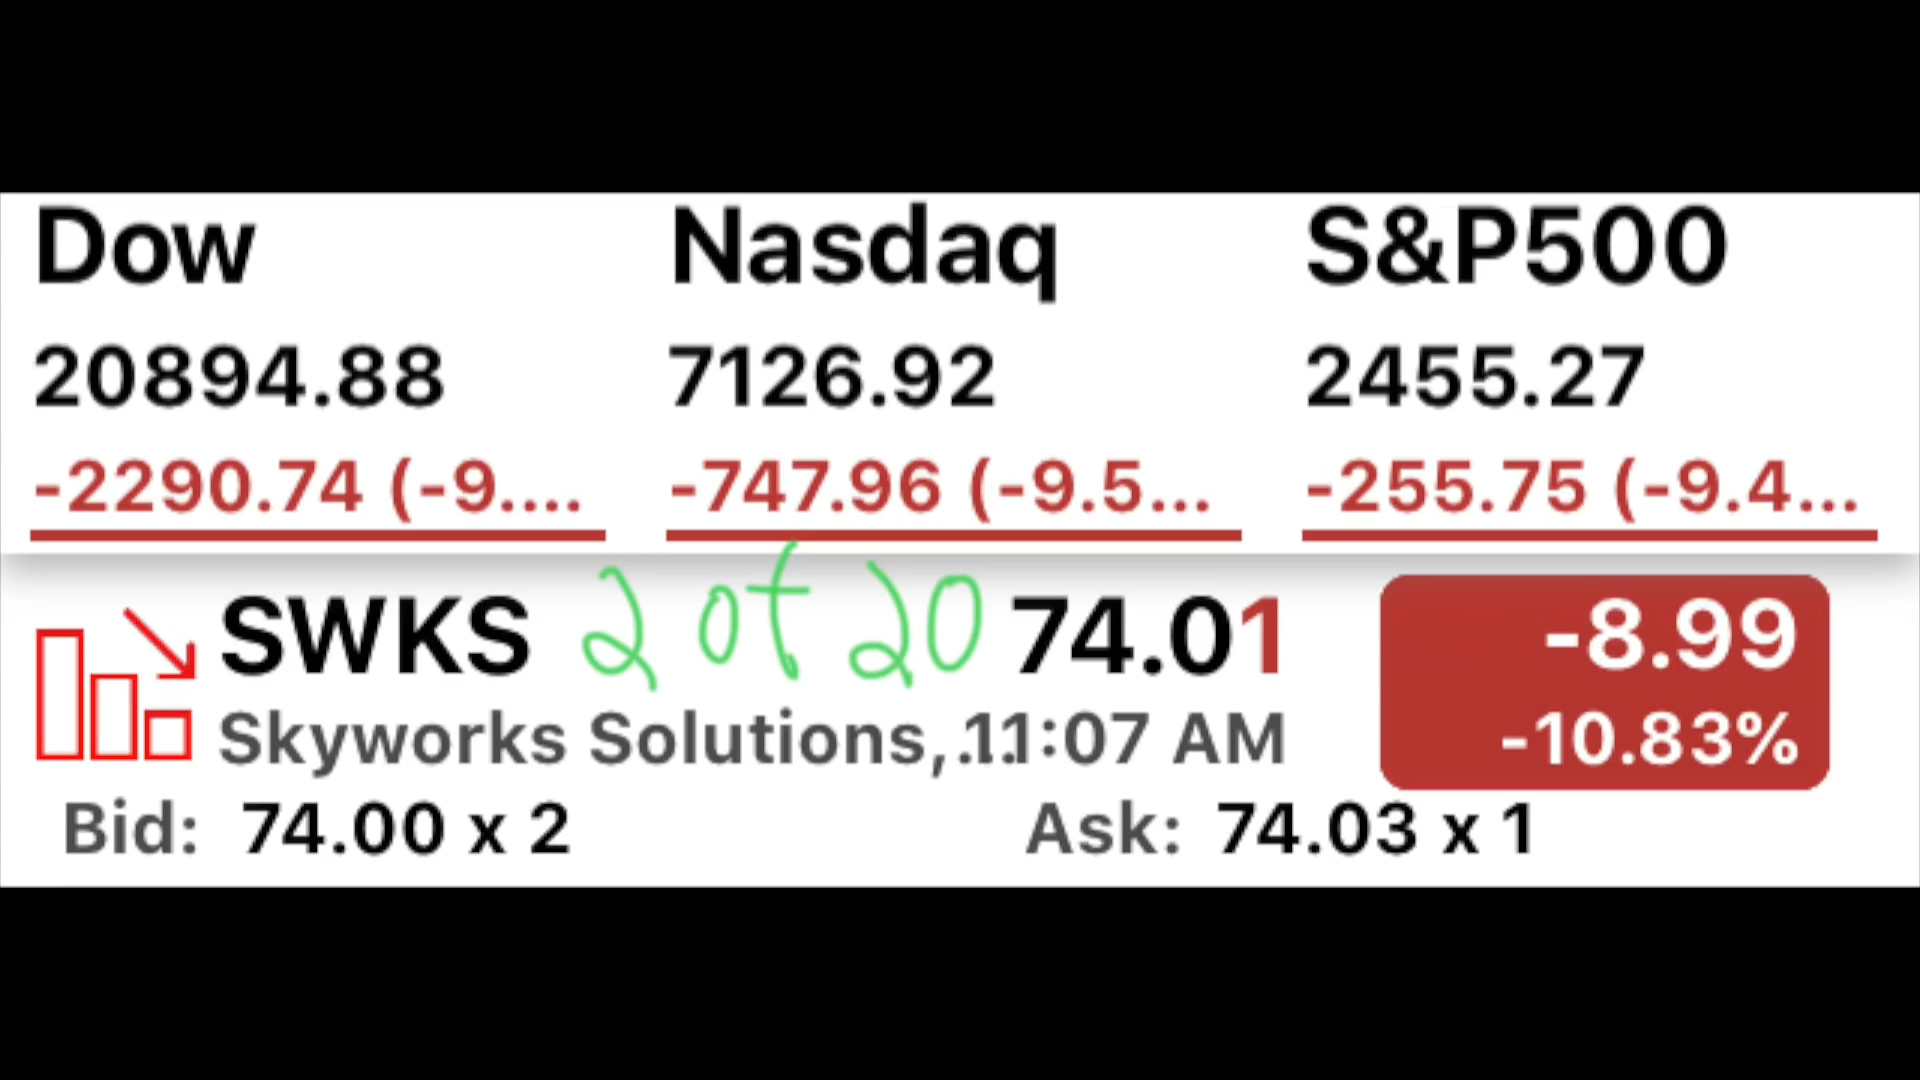 Dow Nasdaq S&P500
20894.88 7126.92 2455.27
-2290.74 (-9.... -747.96 (-9.5... -255.75 (-9.4...
SWKS 2 of 20 74.01 -8.99
Skyworks Solutions,... 11:07 AM -10.83%
Bid: 74.00 x 2 Ask: 74.03 x 1